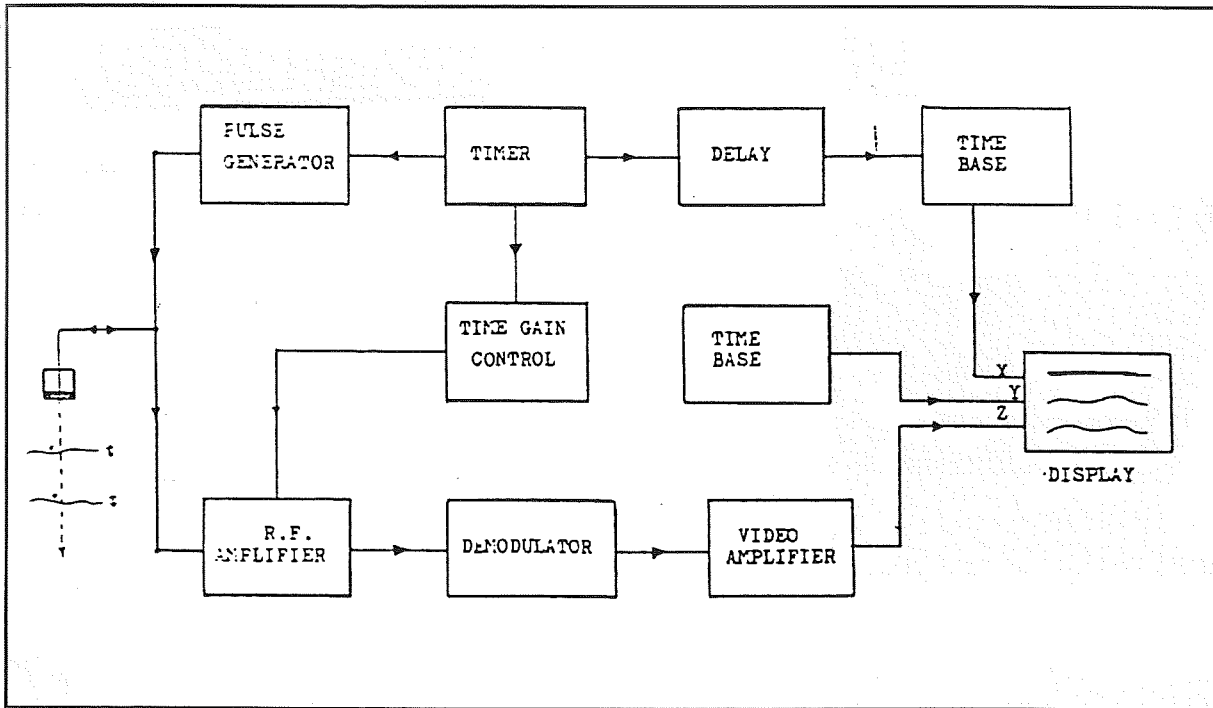 PULSE
GENERATOR
TIMER
DELAY
TIME
BASE
TIME GAIN
CONTROL
TIME
BASE
X
Y
Z
DISPLAY
R.F.
AMPLIFIER
DEMODULATOR
VIDEO
AMPLIFIER